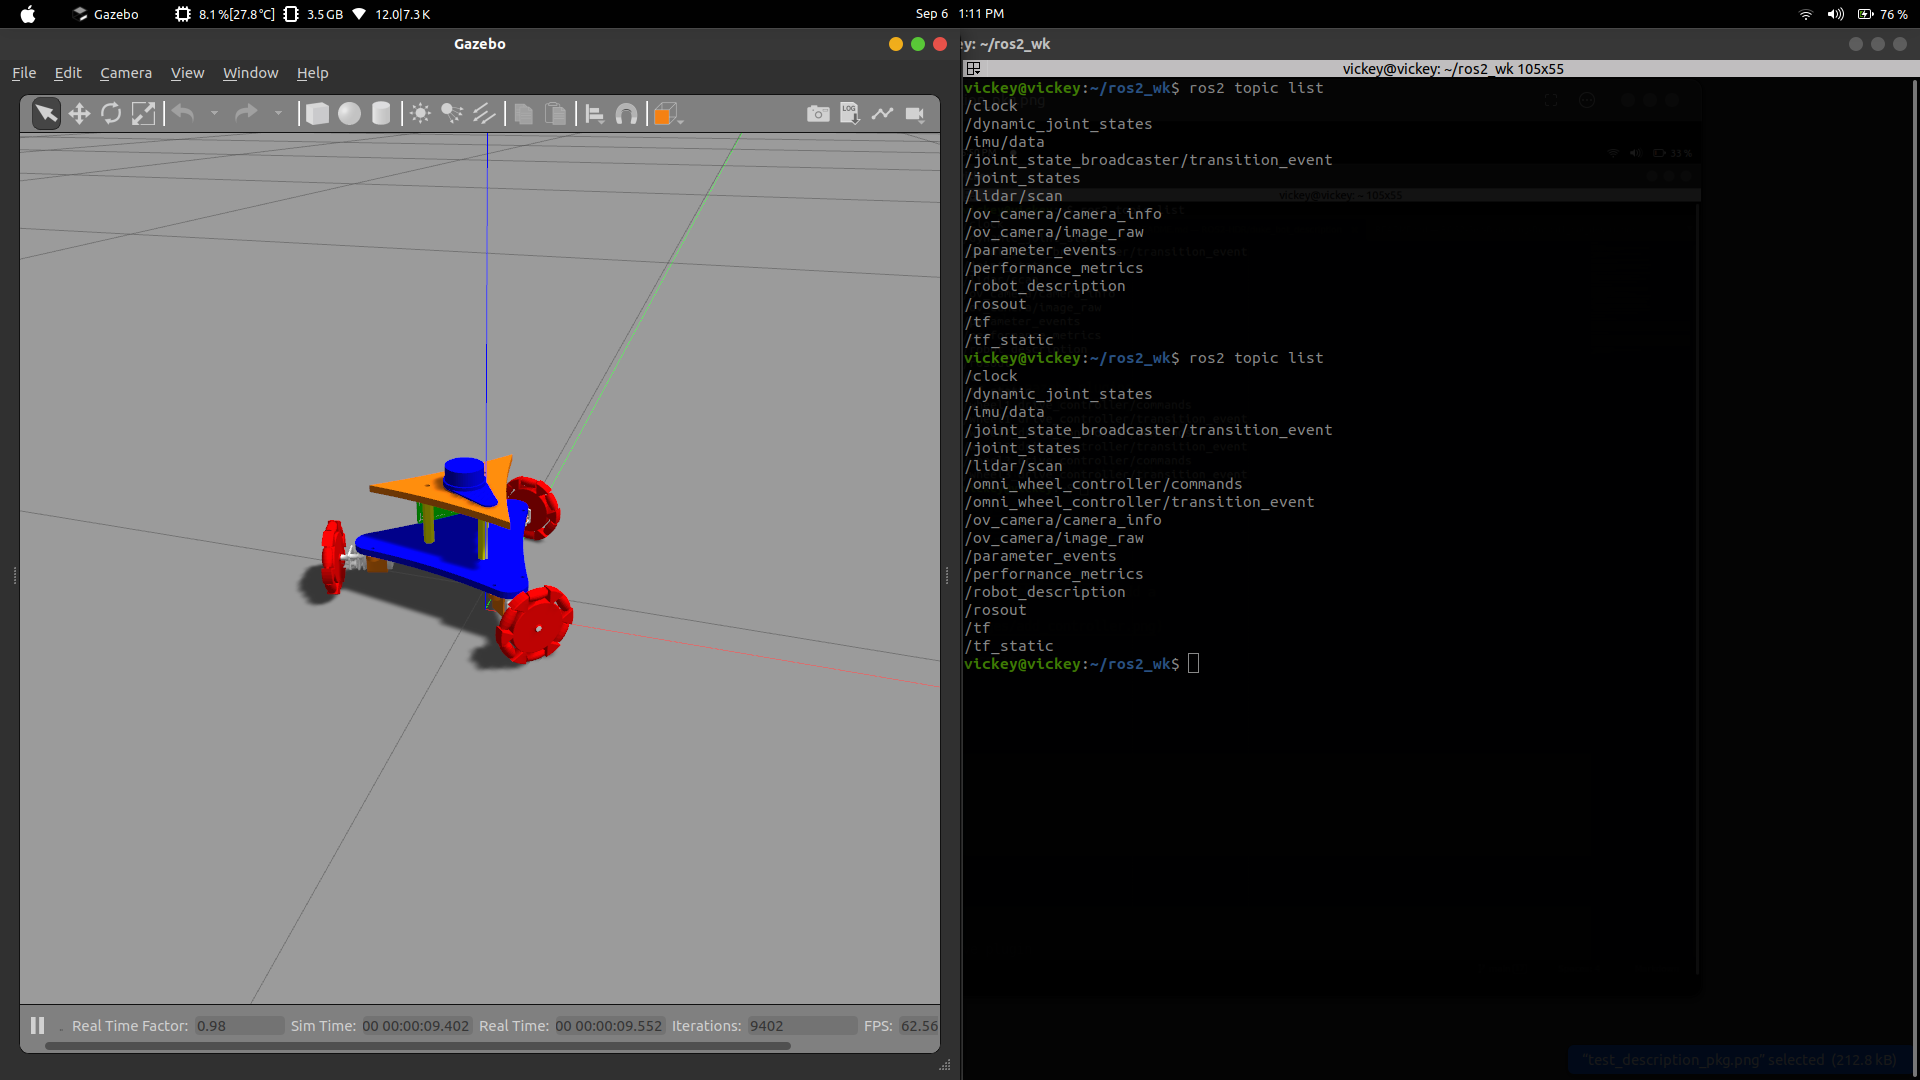 Gazebo 8.1 %[27.8 °C] 3.5 GB 12.0|7.3 K Sep 6 1:11 PM 76 %
Gazebo
File Edit Camera View Window Help
LOG
Real Time Factor: 0.98 Sim Time: 00 00:00:09.402 Real Time: 00 00:00:09.552 Iterations: 9402 FPS: 62.56
ey: ~/ros2_wk
vickey@vickey: ~/ros2_wk 105x55
vickey@vickey:~/ros2_wk$ ros2 topic list
/clock
/dynamic_joint_states
/imu/data
/joint_state_broadcaster/transition_event
/joint_states
/lidar/scan
/ov_camera/camera_info
/ov_camera/image_raw
/parameter_events
/performance_metrics
/robot_description
/rosout
/tf
/tf_static
vickey@vickey:~/ros2_wk$ ros2 topic list
/clock
/dynamic_joint_states
/imu/data
/joint_state_broadcaster/transition_event
/joint_states
/lidar/scan
/omni_wheel_controller/commands
/omni_wheel_controller/transition_event
/ov_camera/camera_info
/ov_camera/image_raw
/parameter_events
/performance_metrics
/robot_description
/rosout
/tf
/tf_static
vickey@vickey:~/ros2_wk$
vickey@vickey: ~ 105x55
33 %
"test_description_pkg.png" selected (212.8 kB)